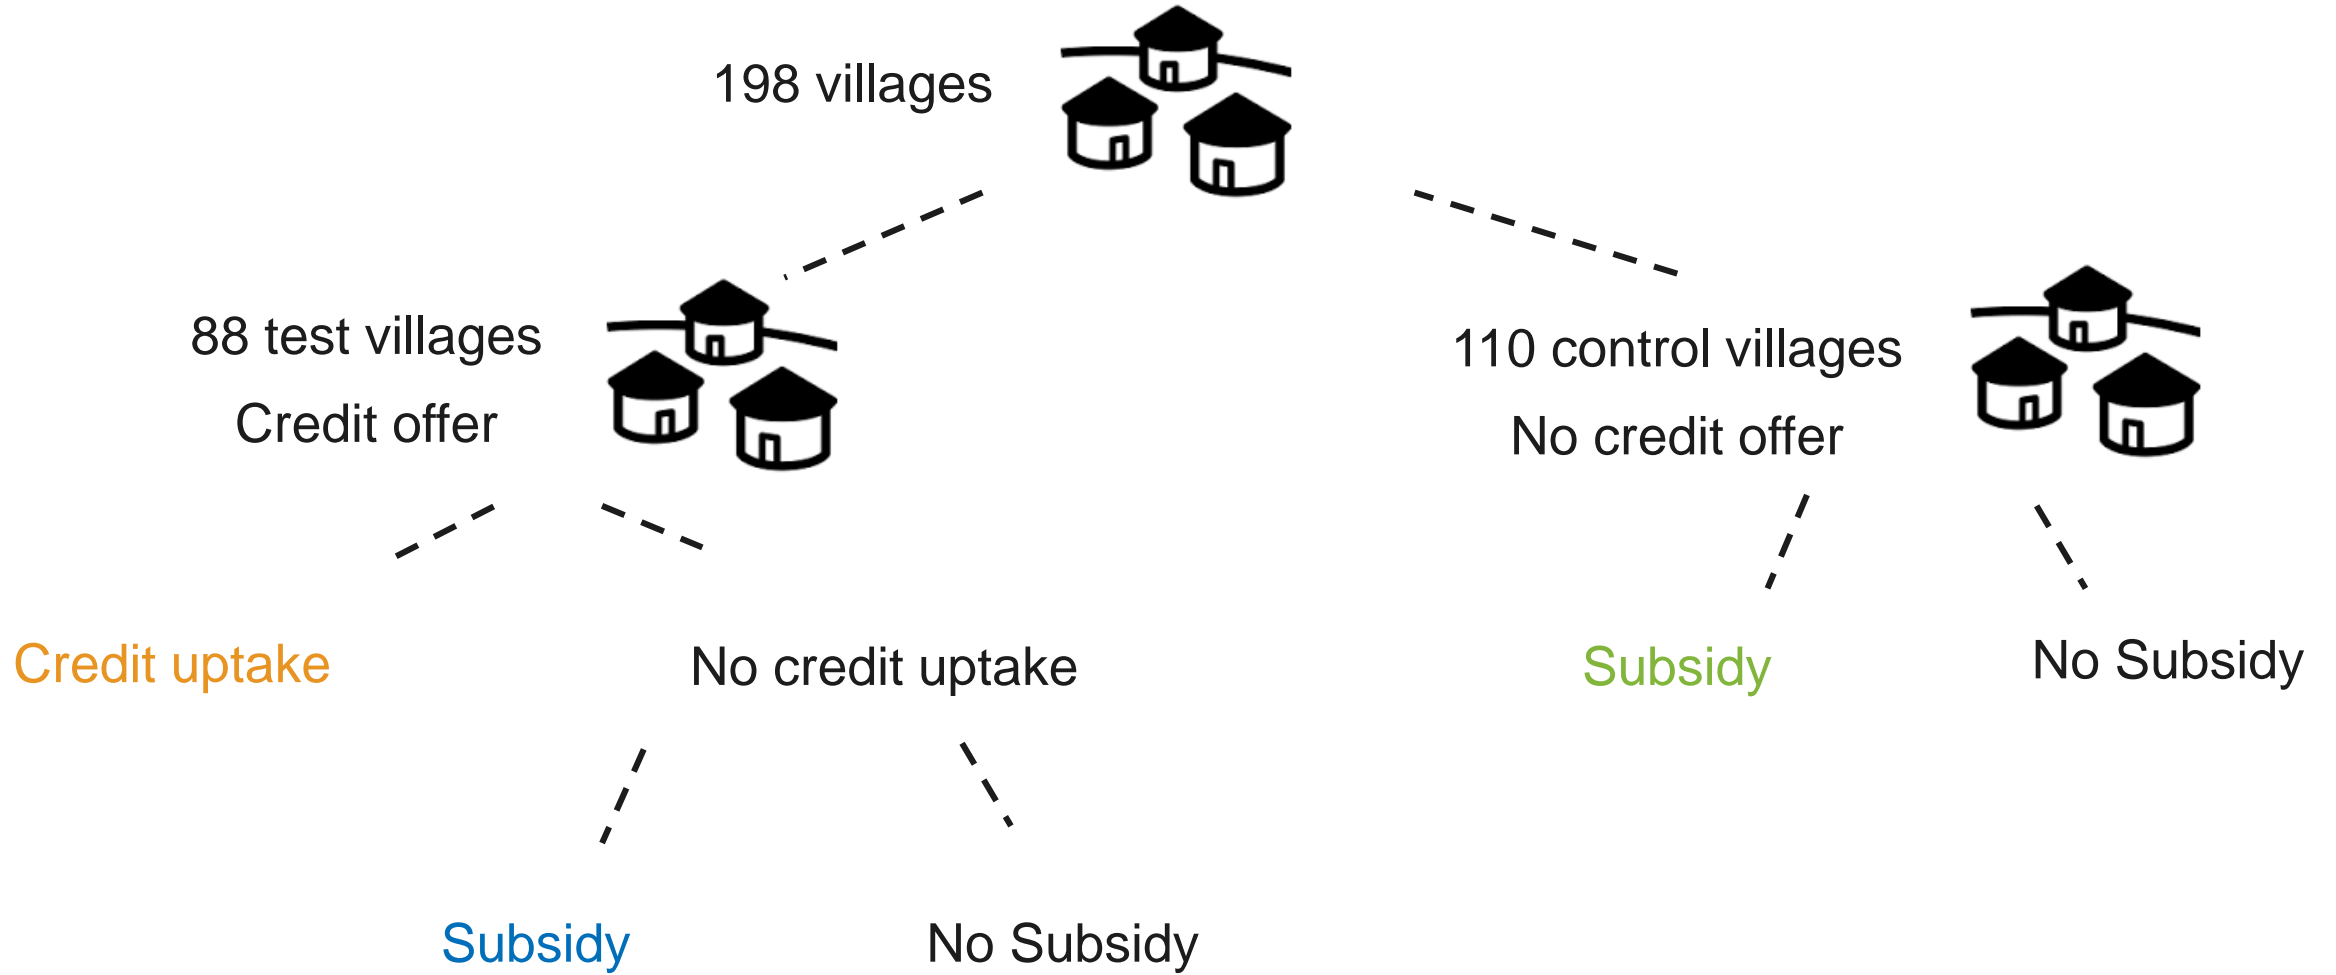 198 villages
88 test villages
Credit offer
110 control villages
No credit offer
Credit uptake
No credit uptake
Subsidy
No Subsidy
Subsidy
No Subsidy